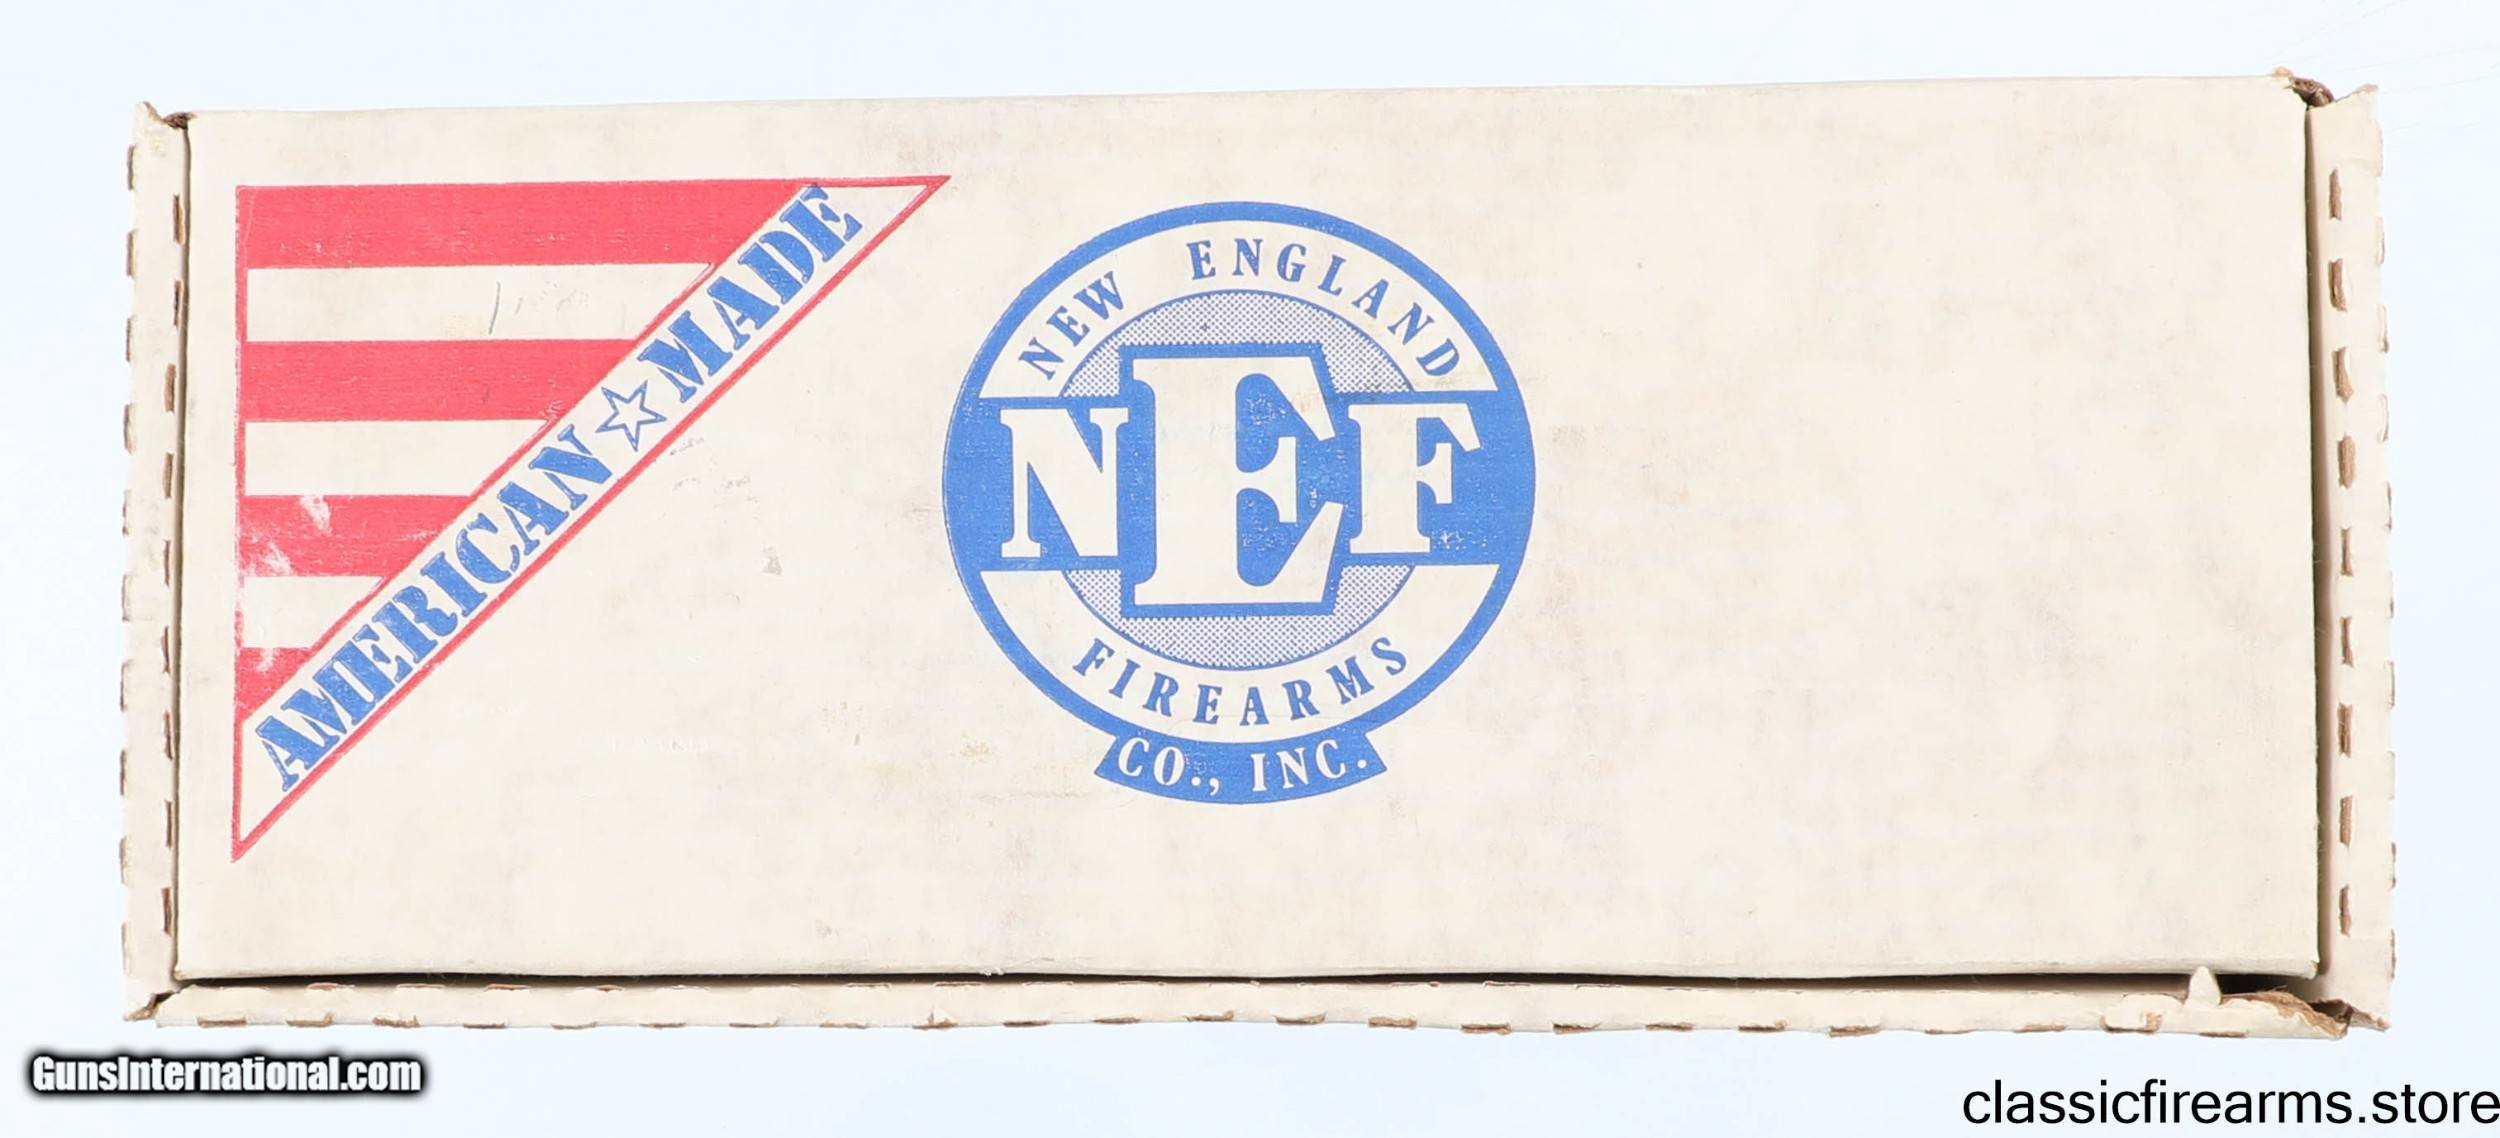 AMERICAN MADE
NEW ENGLAND
NEF
FIREARMS
CO., INC.
GunsInternational.com
classicfirearms.store